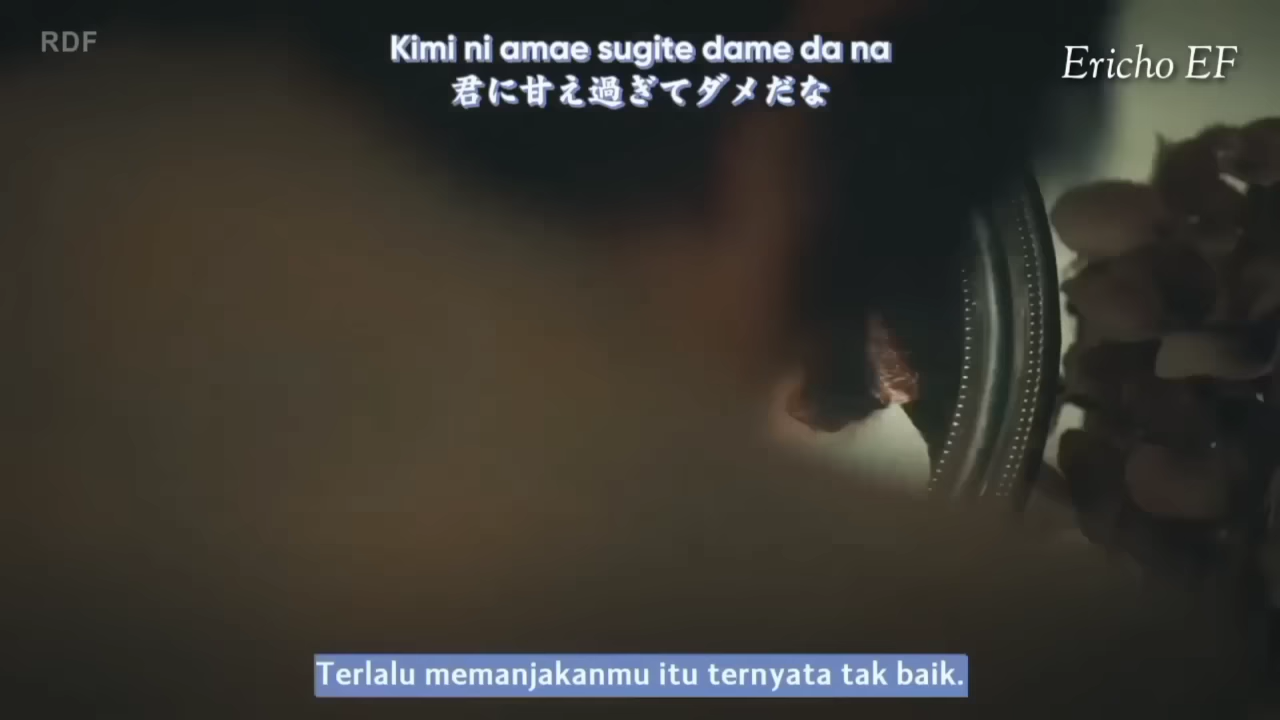 RDF
Kimi ni amae sugite dame da na
君に甘え過ぎてダメだな
Ericho EF
Terlalu memanjakanmu itu ternyata tak baik.